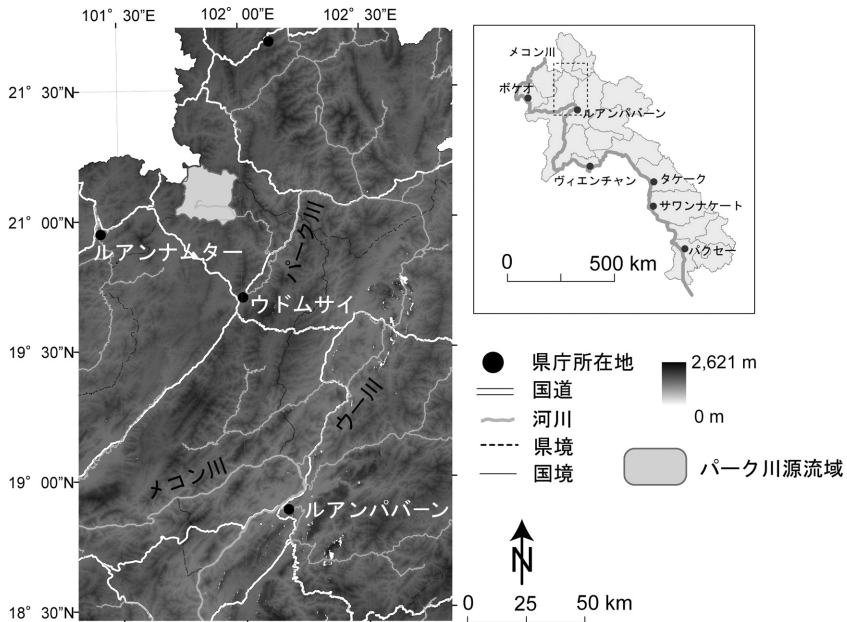 101° 30’E
102° 00’E
102° 30’E
21° 30’N
21° 00’N
19° 30’N
19° 00’N
18° 30’N
ルアンナムター
パーク川
ウドムサイ
ウー川
メコン川
ルアンパバーン
メコン川
ボケオ
ルアンパバーン
ヴィエンチャン
タケーク
サワンナケート
パクセー
0 500 km
県庁所在地
国道
河川
県境
国境
2,621 m
0 m
パーク川源流域
N
0 25 50 km